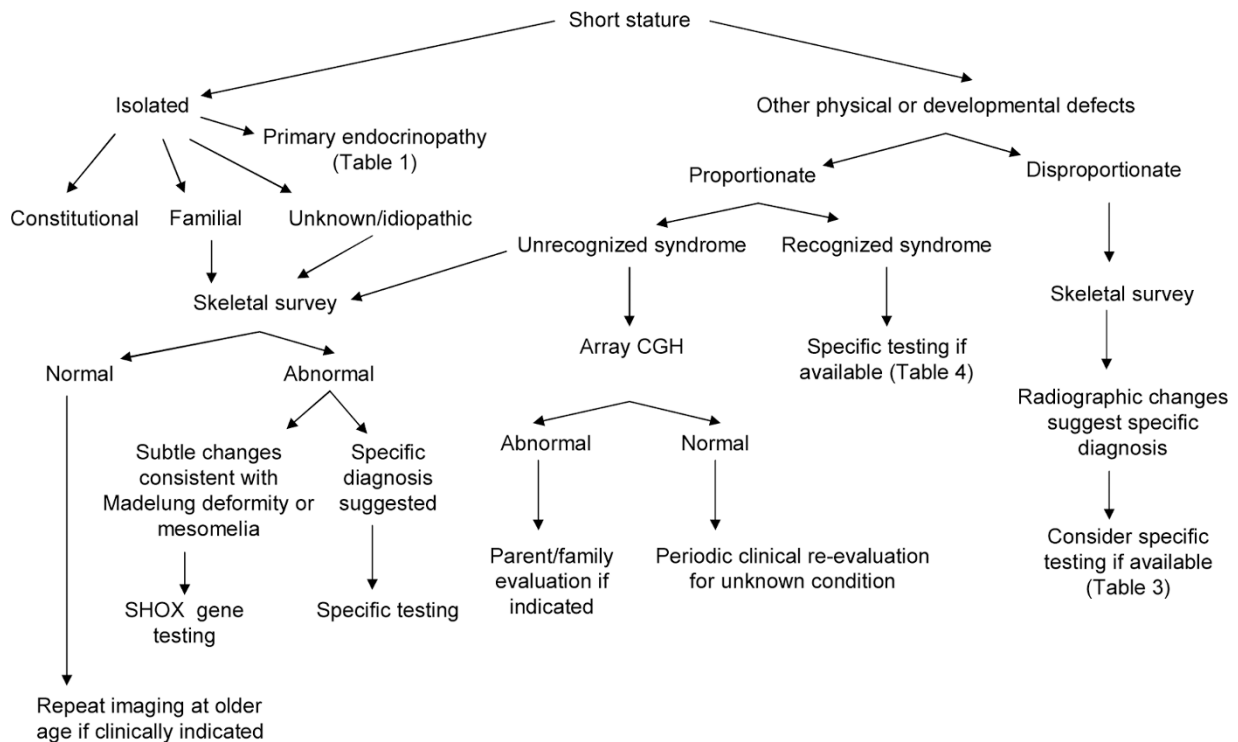 Short stature
Isolated
Other physical or developmental defects
Primary endocrinopathy
(Table 1)
Proportionate
Disproportionate
Constitutional
Familial
Unknown/idiopathic
Unrecognized syndrome
Recognized syndrome
Skeletal survey
Skeletal survey
Array CGH
Specific testing if
available (Table 4)
Normal
Abnormal
Radiographic changes
suggest specific
diagnosis
Subtle changes
consistent with
Madelung deformity or
mesomelia
Specific
diagnosis
suggested
Abnormal
Normal
Consider specific
testing if available
(Table 3)
Parent/family
evaluation if
indicated
Periodic clinical re-evaluation
for unknown condition
SHOX gene
testing
Specific testing
Repeat imaging at older
age if clinically indicated